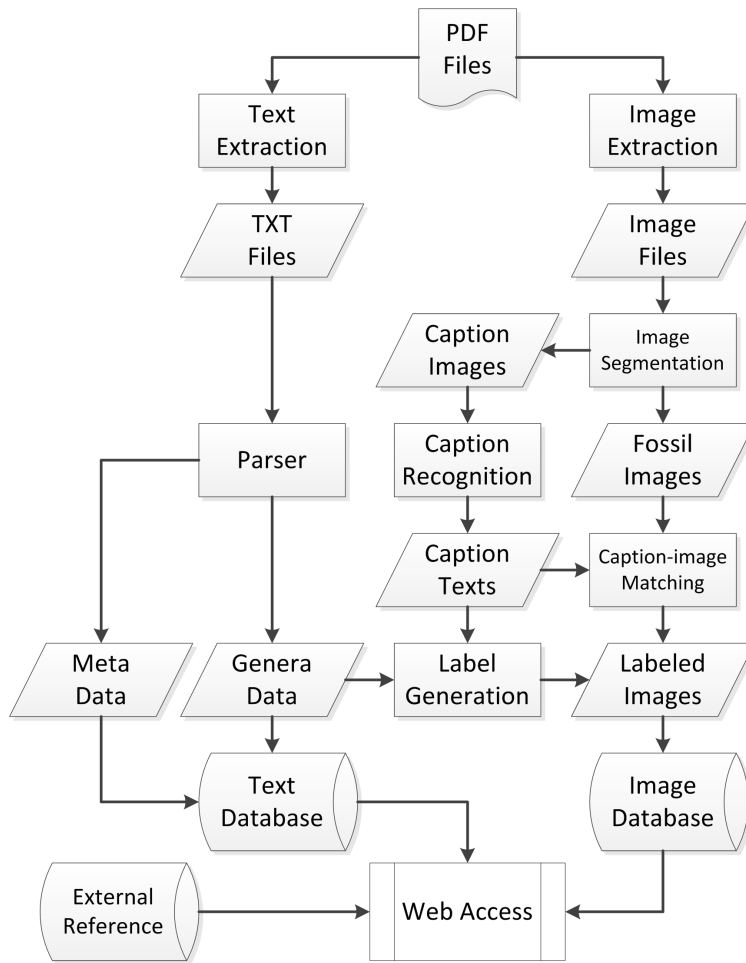 PDF
Files
Text
Extraction
Image
Extraction
TXT
Files
Image
Files
Caption
Images
Image
Segmentation
Parser
Caption
Recognition
Fossil
Images
Caption
Texts
Caption-image
Matching
Meta
Data
Genera
Data
Label
Generation
Labeled
Images
Text
Database
Image
Database
External
Reference
Web Access